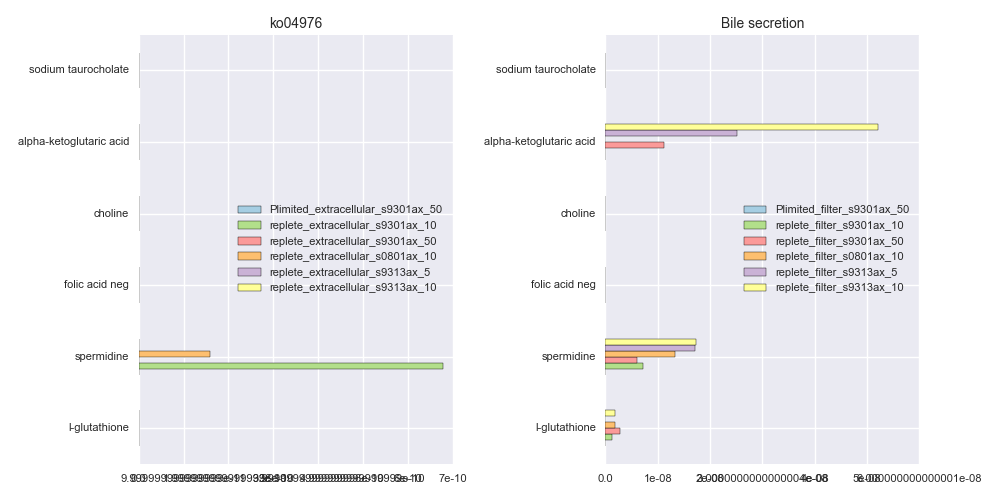 ko04976
sodium taurocholate
alpha-ketoglutaric acid
choline
folic acid neg
spermidine
l-glutathione
Plimited_extracellular_s9301ax_50
replete_extracellular_s9301ax_10
replete_extracellular_s9301ax_50
replete_extracellular_s0801ax_10
replete_extracellular_s9313ax_5
replete_extracellular_s9313ax_10
7e-10
Bile secretion
sodium taurocholate
alpha-ketoglutaric acid
choline
folic acid neg
spermidine
l-glutathione
Plimited_filter_s9301ax_50
replete_filter_s9301ax_10
replete_filter_s9301ax_50
replete_filter_s0801ax_10
replete_filter_s9313ax_5
replete_filter_s9313ax_10
0.0 1e-08